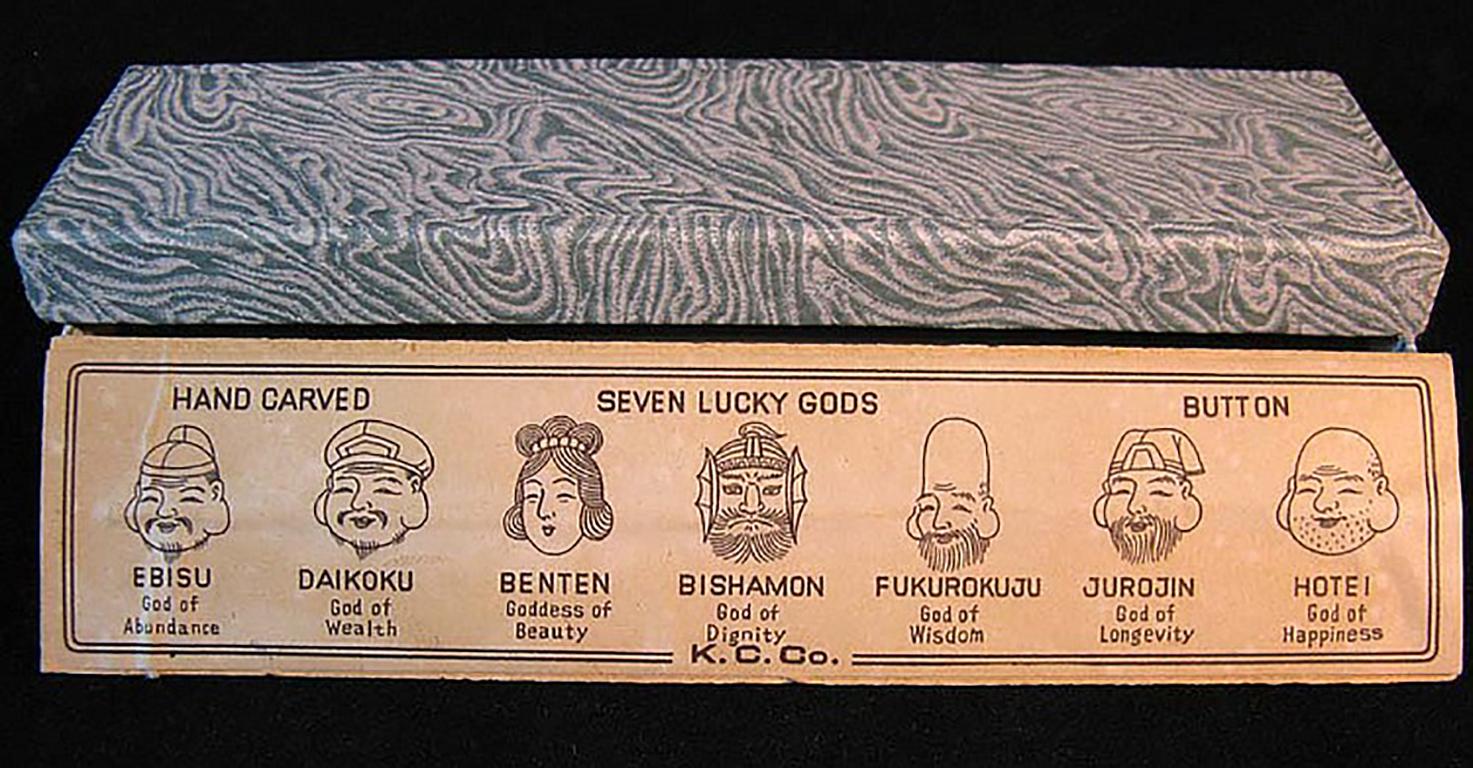 HAND CARVED SEVEN LUCKY GODS BUTTON
EBISU
God of
Abundance
DAIKOKU
God of
Wealth
BENTEN
Goddess of
Beauty
BISHAMON
God of
Dignity
FUKUROKUJU
God of
Wisdom
JUROJIN
God of
Longevity
HOTEI
God of
Happiness
K.C.Co.